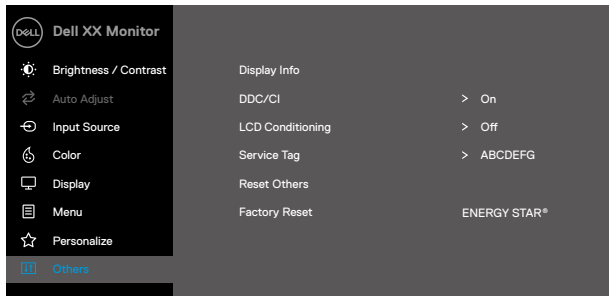 DELL Dell XX Monitor
Brightness / Contrast Display Info
Auto Adjust DDC/CI > On
Input Source LCD Conditioning > Off
Color Service Tag > ABCDEFG
Display Reset Others
Menu Factory Reset ENERGY STAR®
Personalize
Others